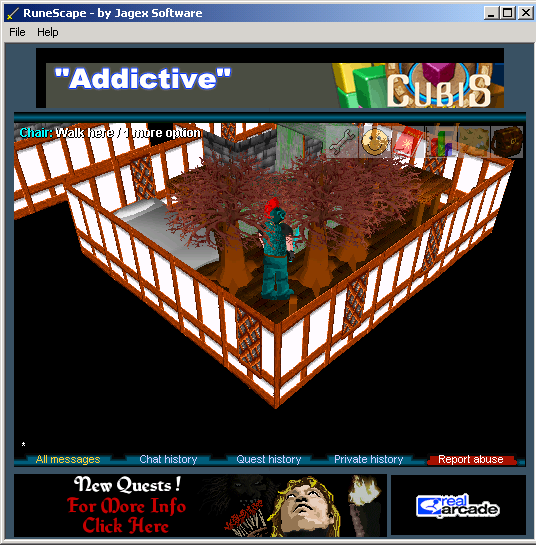 RuneScape - by Jagex Software
File Help
"Addictive"
CUBIS
Chair: Walk here / 1 more option
*
All messages Chat history Quest history Private history Report abuse
New Quests!
For More Info
Click Here
real
arcade